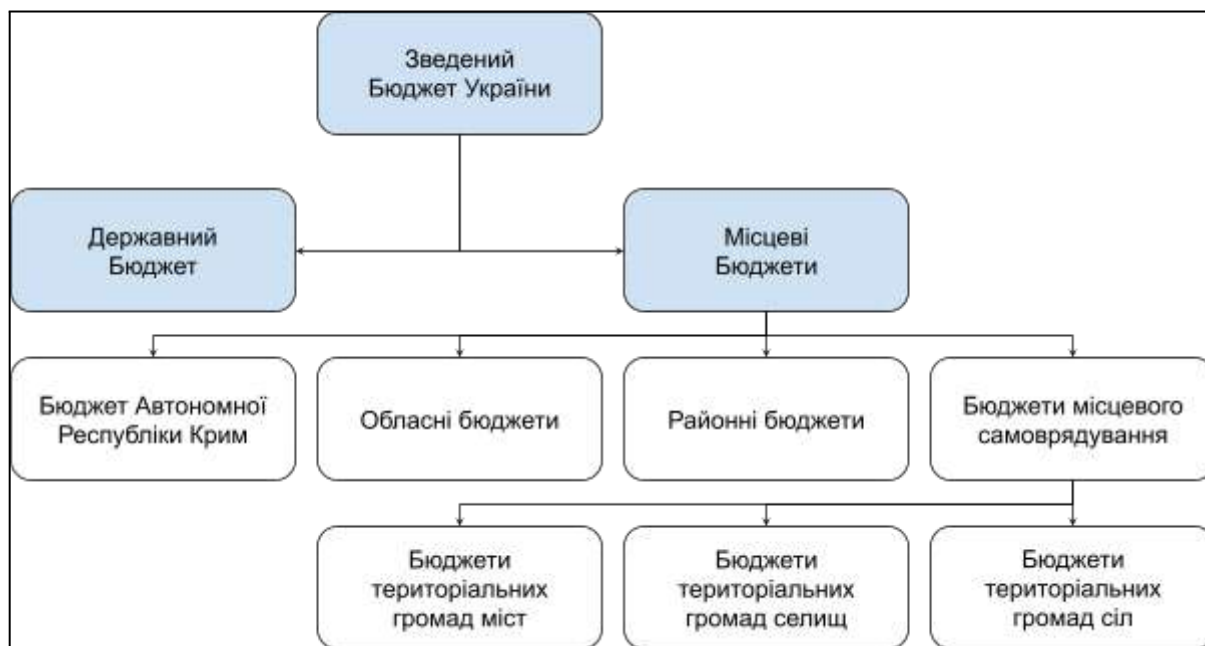 Зведений
Бюджет України
Державний
Бюджет
Місцеві
Бюджети
Бюджет Автономної
Республіки Крим
Обласні бюджети
Районні бюджети
Бюджети місцевого
самоврядування
Бюджети
територіальних
громад міст
Бюджети
територіальних
громад селищ
Бюджети
територіальних
громад сіл